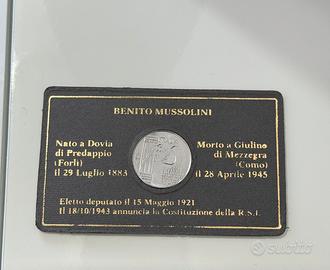 BENITO MUSSOLINI
Nato a Dovia
di Predappio
(Forlì)
il 29 Luglio 1883
Morto a Giulino
di Mezzegra
(Como)
il 28 Aprile 1945
Eletto deputato il 15 Maggio 1921
Il 18/10/1943 annuncia la Costituzione della R.S.I.
subito